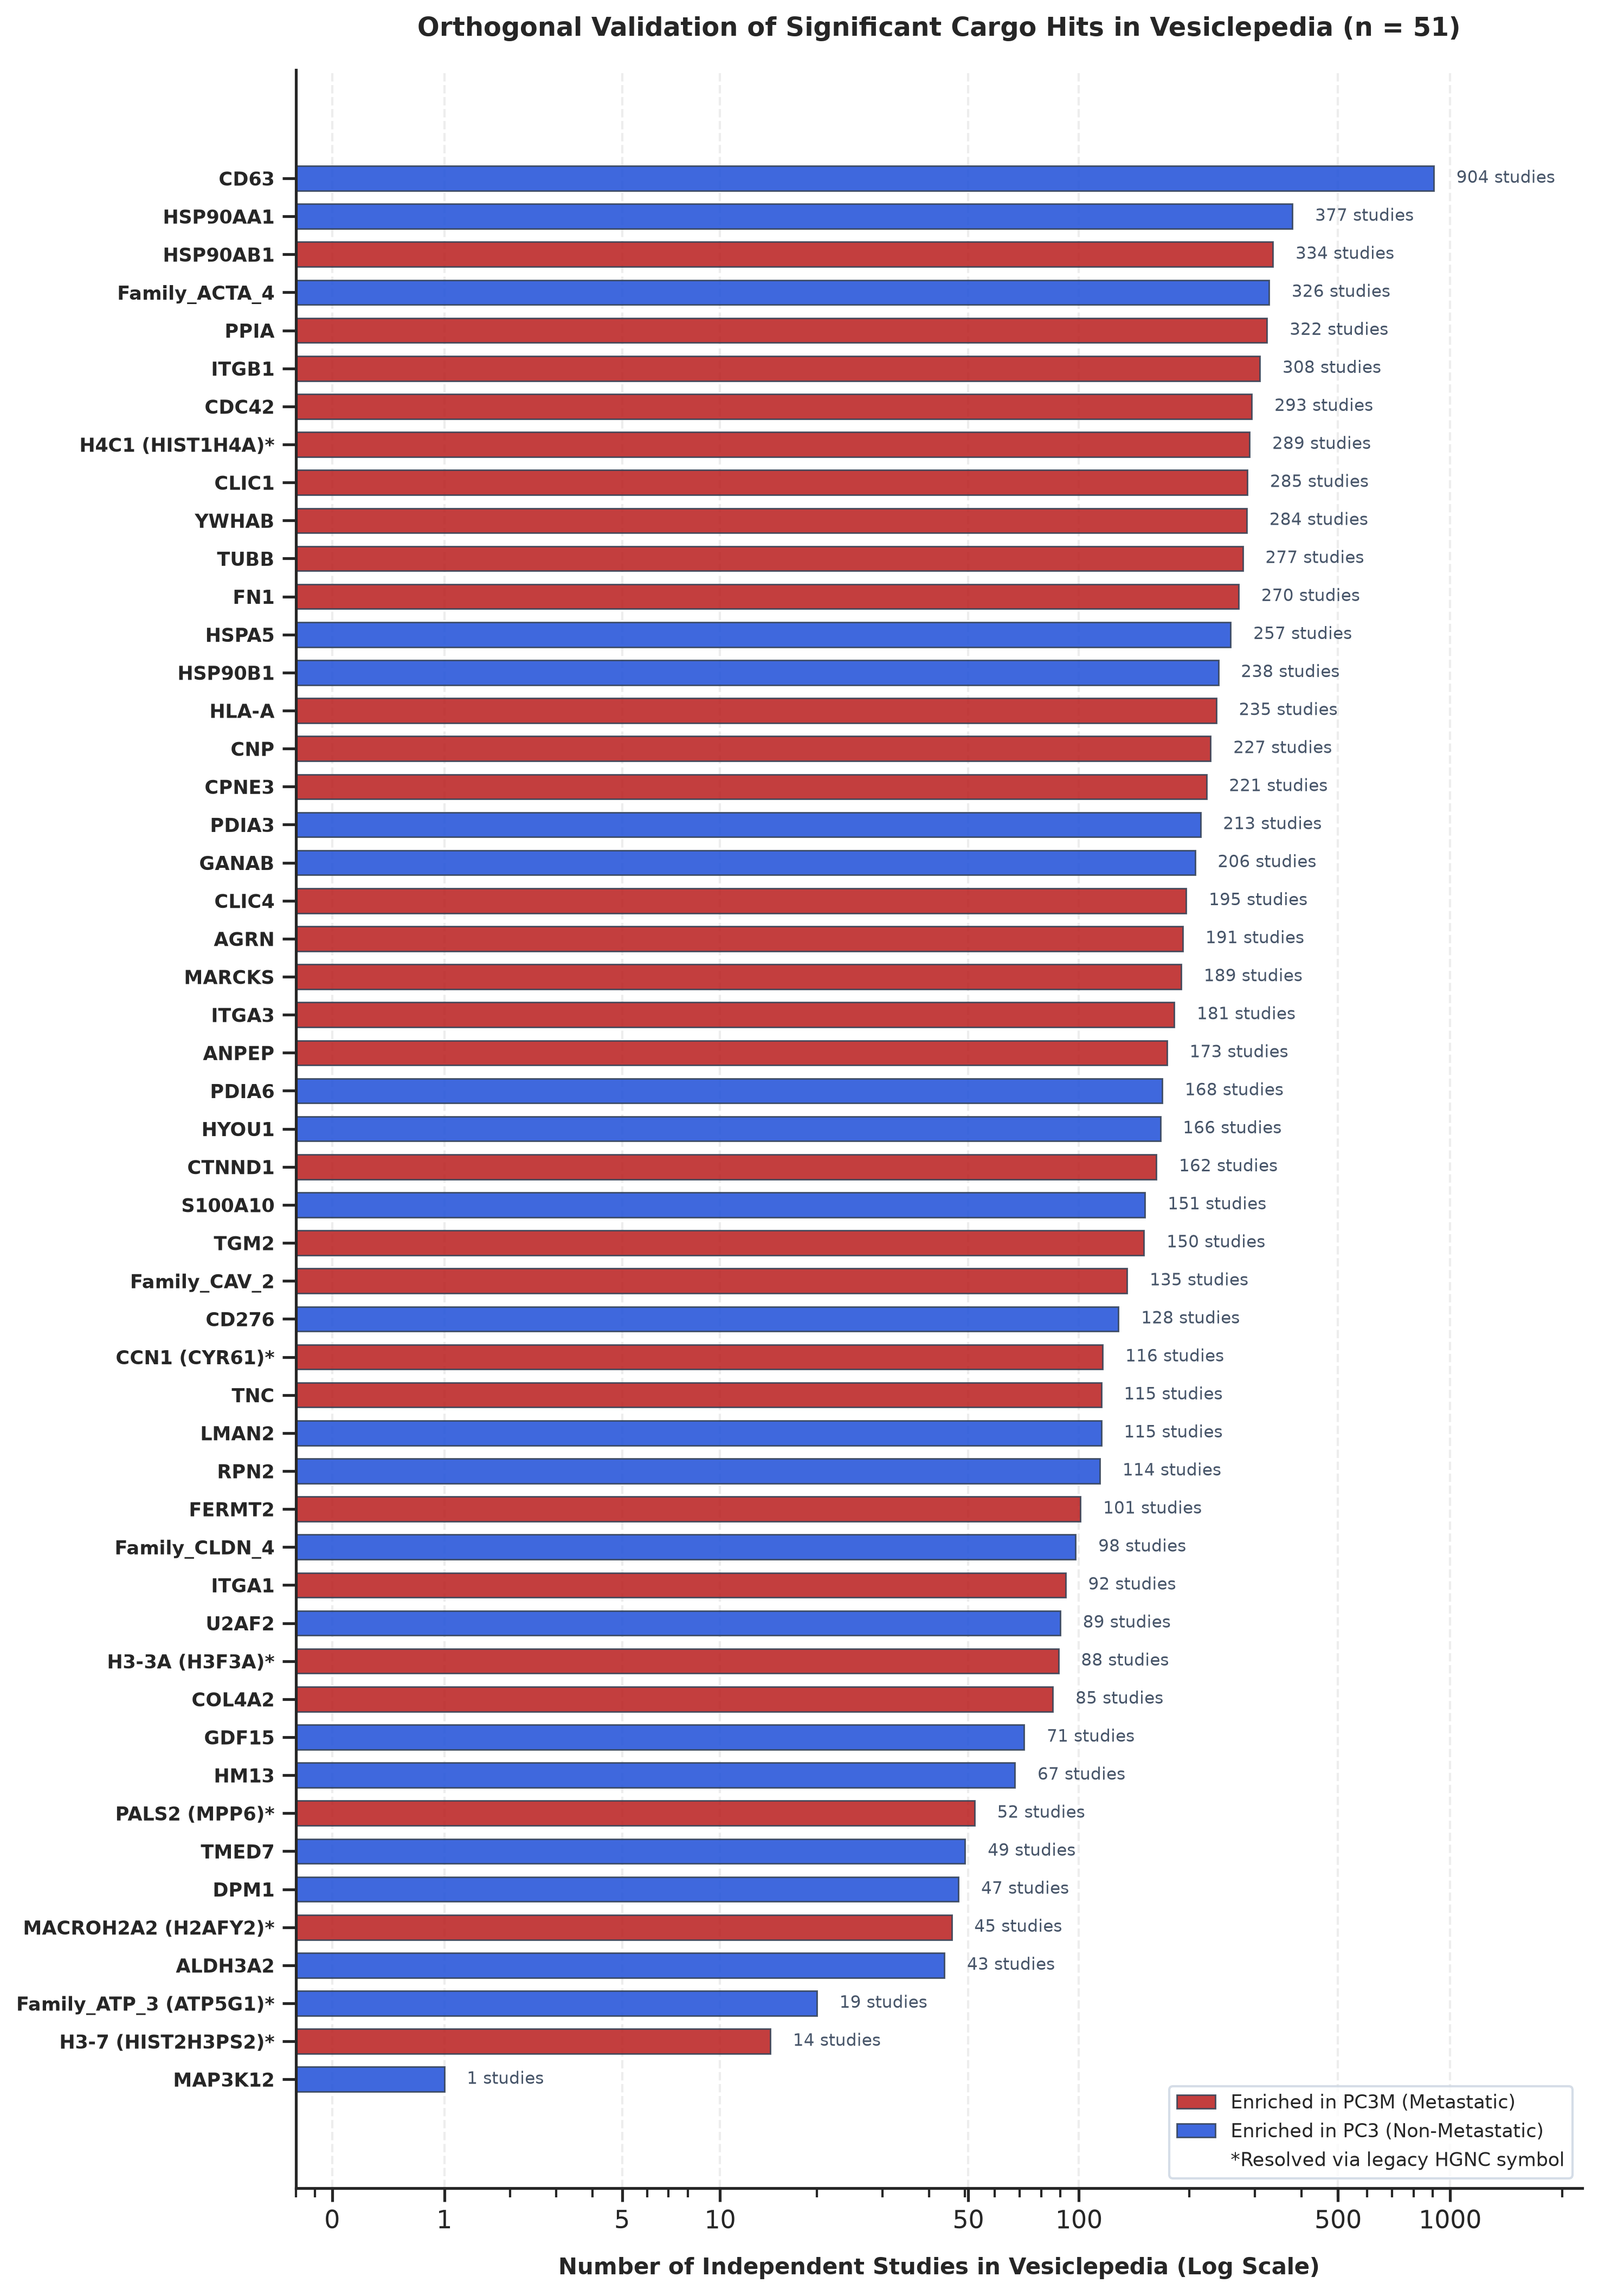 Orthogonal Validation of Significant Cargo Hits in Vesiclepedia (n = 51)
CD63 904 studies
HSP90AA1 377 studies
HSP90AB1 334 studies
Family_ACTA_4 326 studies
PPIA 322 studies
ITGB1 308 studies
CDC42 293 studies
H4C1 (HIST1H4A)* 289 studies
CLIC1 285 studies
YWHAB 284 studies
TUBB 277 studies
FN1 270 studies
HSPA5 257 studies
HSP90B1 238 studies
HLA-A 235 studies
CNP 227 studies
CPNE3 221 studies
PDIA3 213 studies
GANAB 206 studies
CLIC4 195 studies
AGRN 191 studies
MARCKS 189 studies
ITGA3 181 studies
ANPEP 173 studies
PDIA6 168 studies
HYOU1 166 studies
CTNND1 162 studies
S100A10 151 studies
TGM2 150 studies
Family_CAV_2 135 studies
CD276 128 studies
CCN1 (CYR61)* 116 studies
TNC 115 studies
LMAN2 115 studies
RPN2 114 studies
FERMT2 101 studies
Family_CLDN_4 98 studies
ITGA1 92 studies
U2AF2 89 studies
H3-3A (H3F3A)* 88 studies
COL4A2 85 studies
GDF15 71 studies
HM13 67 studies
PALS2 (MPP6)* 52 studies
TMED7 49 studies
DPM1 47 studies
MACROH2A2 (H2AFY2)* 45 studies
ALDH3A2 43 studies
Family_ATP_3 (ATP5G1)* 19 studies
H3-7 (HIST2H3PS2)* 14 studies
MAP3K12 1 studies
Enriched in PC3M (Metastatic)
Enriched in PC3 (Non-Metastatic)
*Resolved via legacy HGNC symbol
0 1 5 10 50 100 500 1000
Number of Independent Studies in Vesiclepedia (Log Scale)